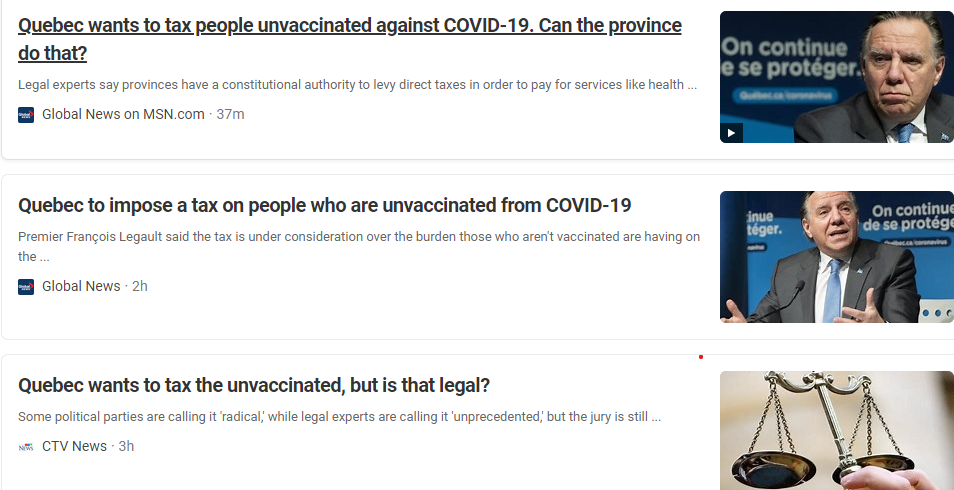 Quebec wants to tax people unvaccinated against COVID-19. Can the province
do that?
Legal experts say provinces have a constitutional authority to levy direct taxes in order to pay for services like health ...
Global News on MSN.com · 37m
On continue
e se protéger.
Québec.ca/coronavirus
Quebec to impose a tax on people who are unvaccinated from COVID-19
Premier François Legault said the tax is under consideration over the burden those who aren't vaccinated are having on
the ...
Global News · 2h
inue
téger.
On continue
de se protége
Québec.ca/coronavirus
Quebec wants to tax the unvaccinated, but is that legal?
Some political parties are calling it 'radical,' while legal experts are calling it 'unprecedented,' but the jury is still ...
NEWS
CTV News · 3h